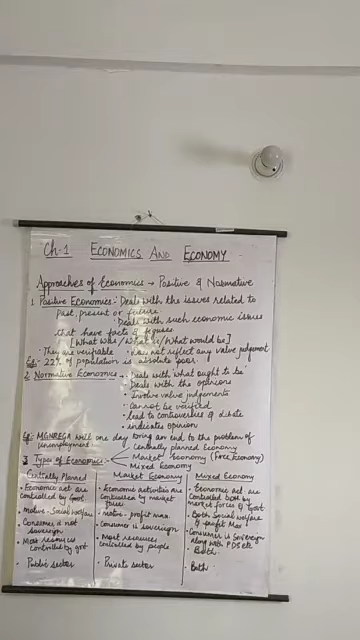 Ch-1 ECONOMICS AND ECONOMY
Approaches of Economics → Positive & Normative
1. Positive Economics: Deals with the issues related to
past, present or future
Deals with such economic issues
that have facts & figures
[What was/What is/What would be]
• They are verifiable • Does not reflect any value judgement
Eg:- 22% of population is absolute poor.
2. Normative Economics • Deals with 'what ought to be'
• Deals with the opinions
• Involve value judgements
• Cannot be verified
• lead to controversies & debate
• indicates opinion
Eg: MGNREGA will one day bring an end to the problem of
unemployment
Centrally planned Economy
3. Types of Economics Market Economy (Free Economy)
Mixed Economy
Centrally Planned
• Economic act are
controlled by Govt
• motive - Social welfare
• Consumer is not
sovereign
• Most resources
controlled by govt
• Public sector
Market Economy
• Economic activities are
controlled by market
forces
• motive - profit max
• Consumer is sovereign
• Most resources
controlled by people
• Private sector
Mixed Economy
• Economic act are
controlled both by
market forces & Govt
• Both Social welfare
& profit Max
• Consumer is Sovereign
along with PDS etc
• Both
• Both